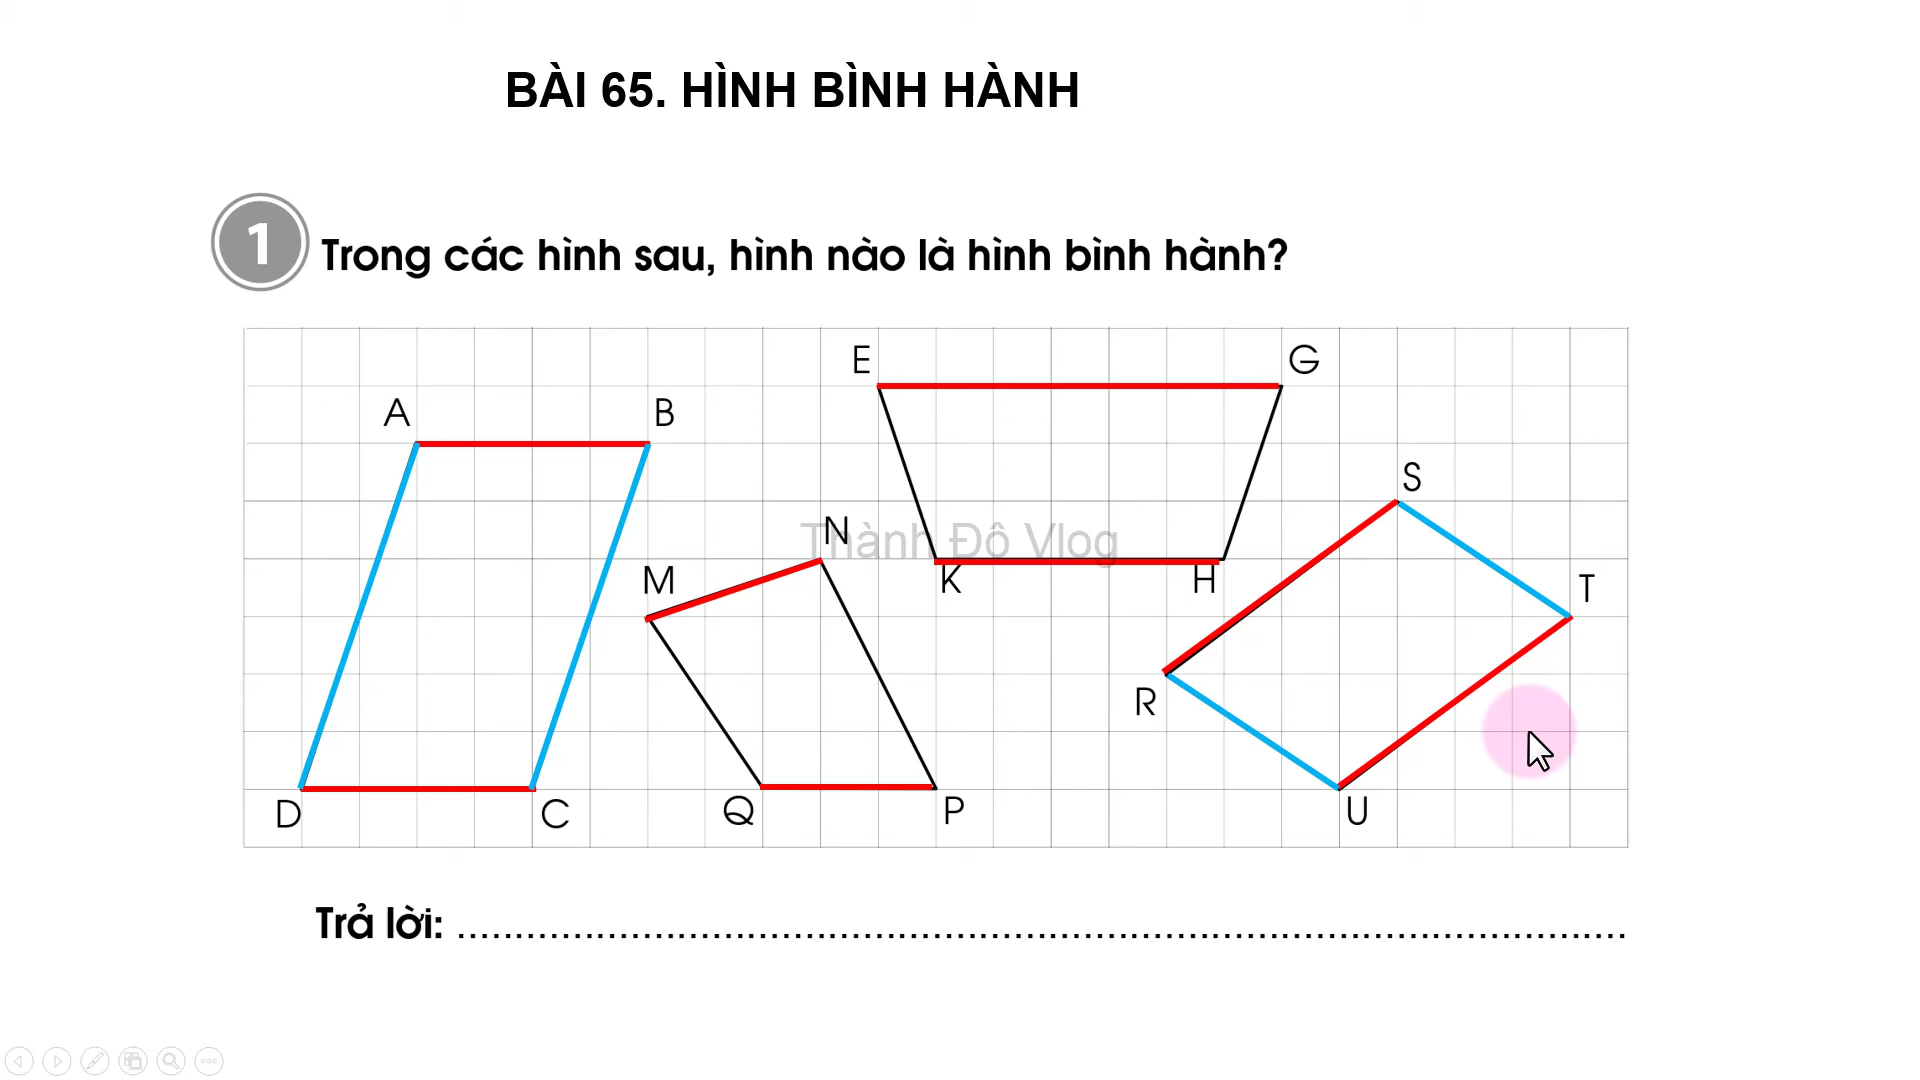 BÀI 65. HÌNH BÌNH HÀNH
1 Trong các hình sau, hình nào là hình bình hành?
E G
A B
S
Thành Đô Vlog
N
M K H T
R
D C Q P U
Trả lời: ........................................................................................................